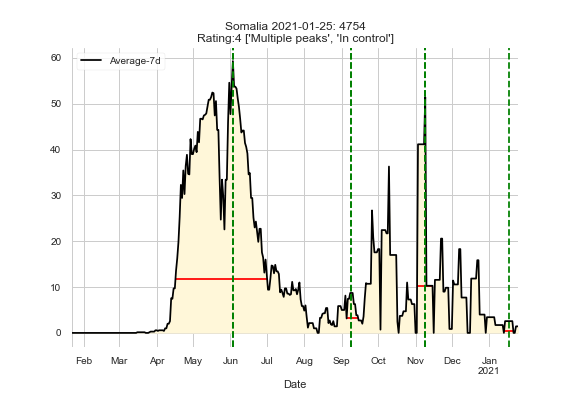 Somalia 2021-01-25: 4754
Rating:4 ['Multiple peaks', 'In control']
Average-7d
60
50
40
30
20
10
0
Feb Mar Apr May Jun Jul Aug Sep Oct Nov Dec Jan
2021
Date